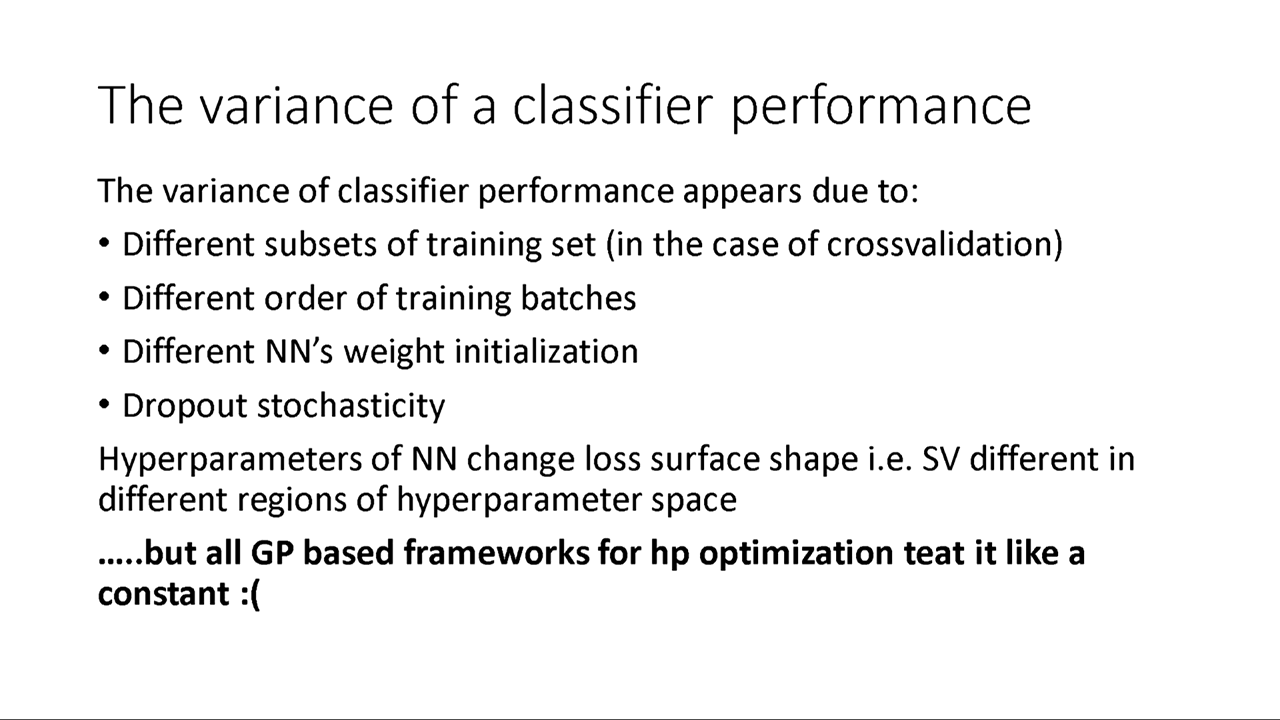 The variance of a classifier performance
The variance of classifier performance appears due to:
• Different subsets of training set (in the case of crossvalidation)
• Different order of training batches
• Different NN’s weight initialization
• Dropout stochasticity
Hyperparameters of NN change loss surface shape i.e. SV different in
different regions of hyperparameter space
…..but all GP based frameworks for hp optimization teat it like a
constant :(